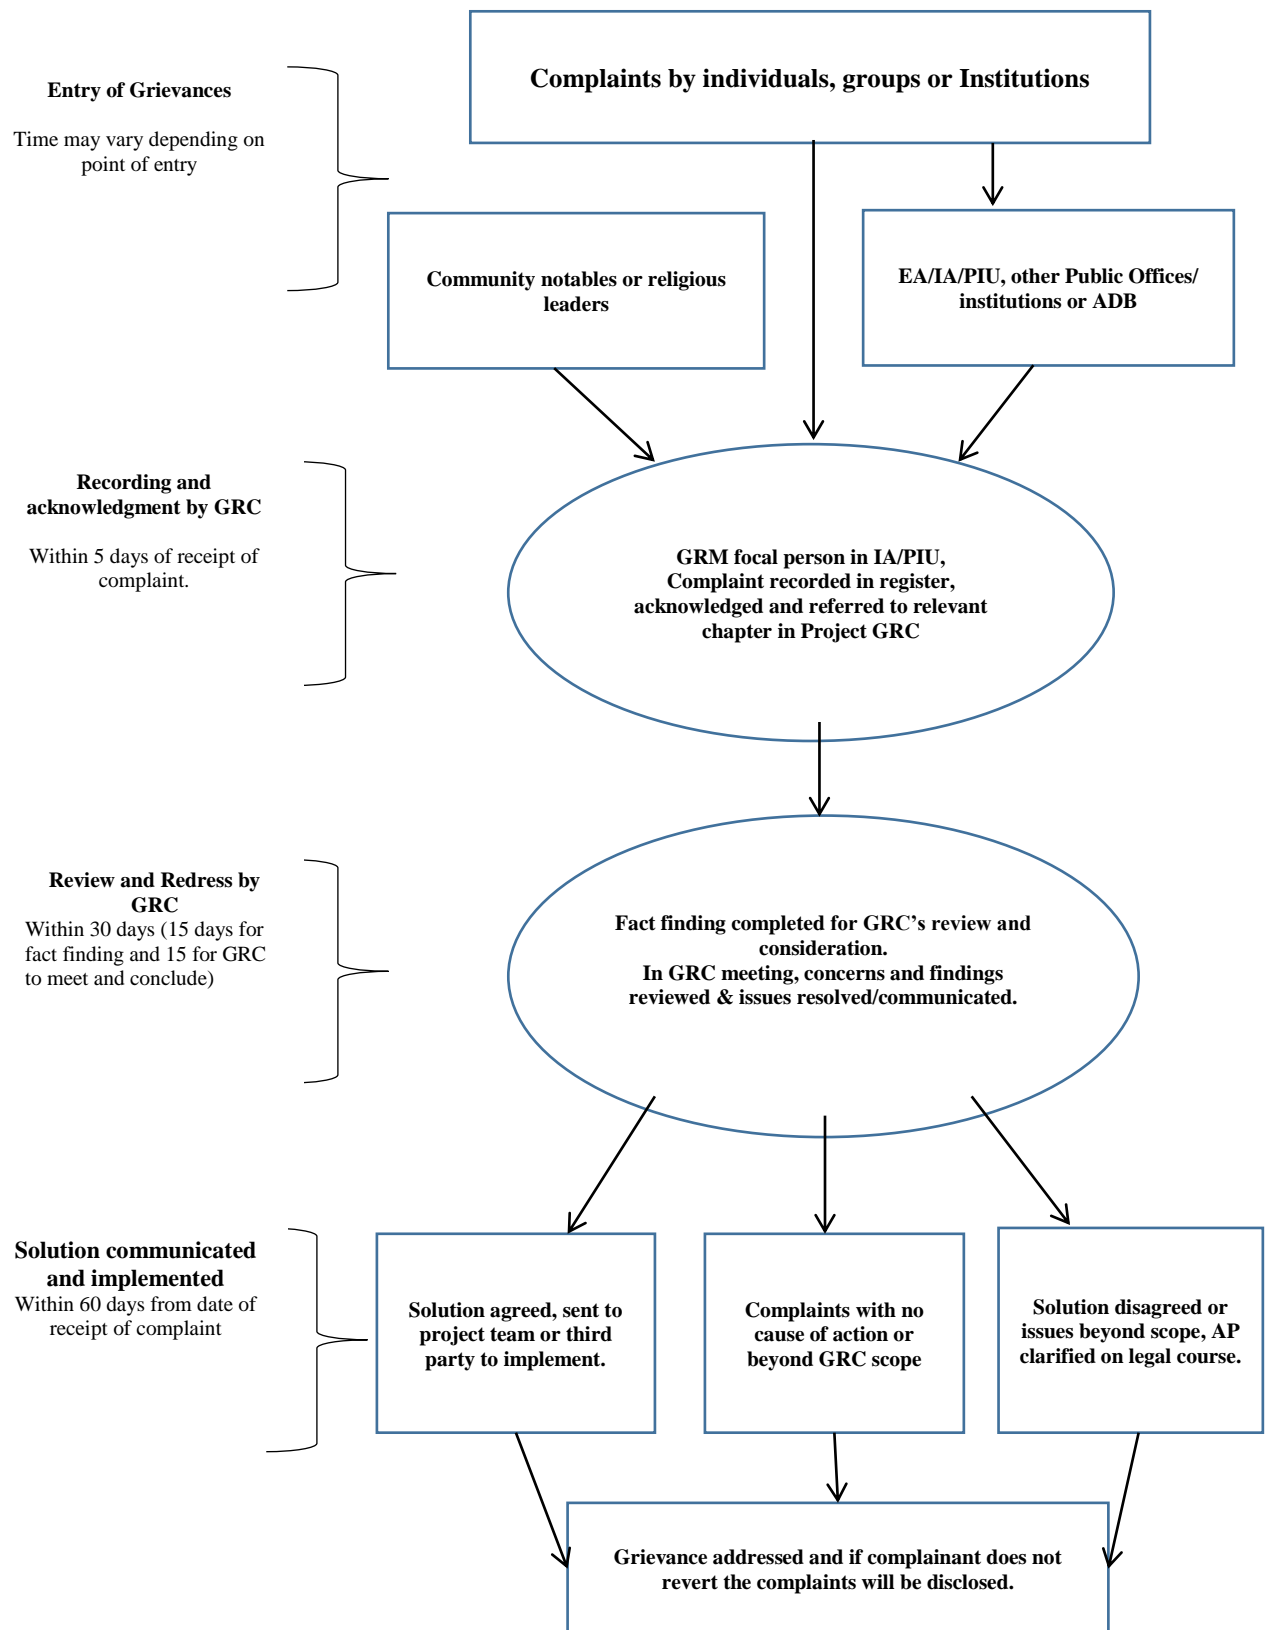 Complaints by individuals, groups or Institutions
Entry of Grievances
Time may vary depending on
point of entry
Community notables or religious
leaders
EA/IA/PIU, other Public Offices/
institutions or ADB
Recording and
acknowledgment by GRC
Within 5 days of receipt of
complaint.
GRM focal person in IA/PIU,
Complaint recorded in register,
acknowledged and referred to relevant
chapter in Project GRC
Review and Redress by
GRC
Within 30 days (15 days for
fact finding and 15 for GRC
to meet and conclude)
Fact finding completed for GRC’s review and
consideration.
In GRC meeting, concerns and findings
reviewed & issues resolved/communicated.
Solution communicated
and implemented
Within 60 days from date of
receipt of complaint
Solution agreed, sent to
project team or third
party to implement.
Complaints with no
cause of action or
beyond GRC scope
Solution disagreed or
issues beyond scope, AP
clarified on legal course.
Grievance addressed and if complainant does not
revert the complaints will be disclosed.